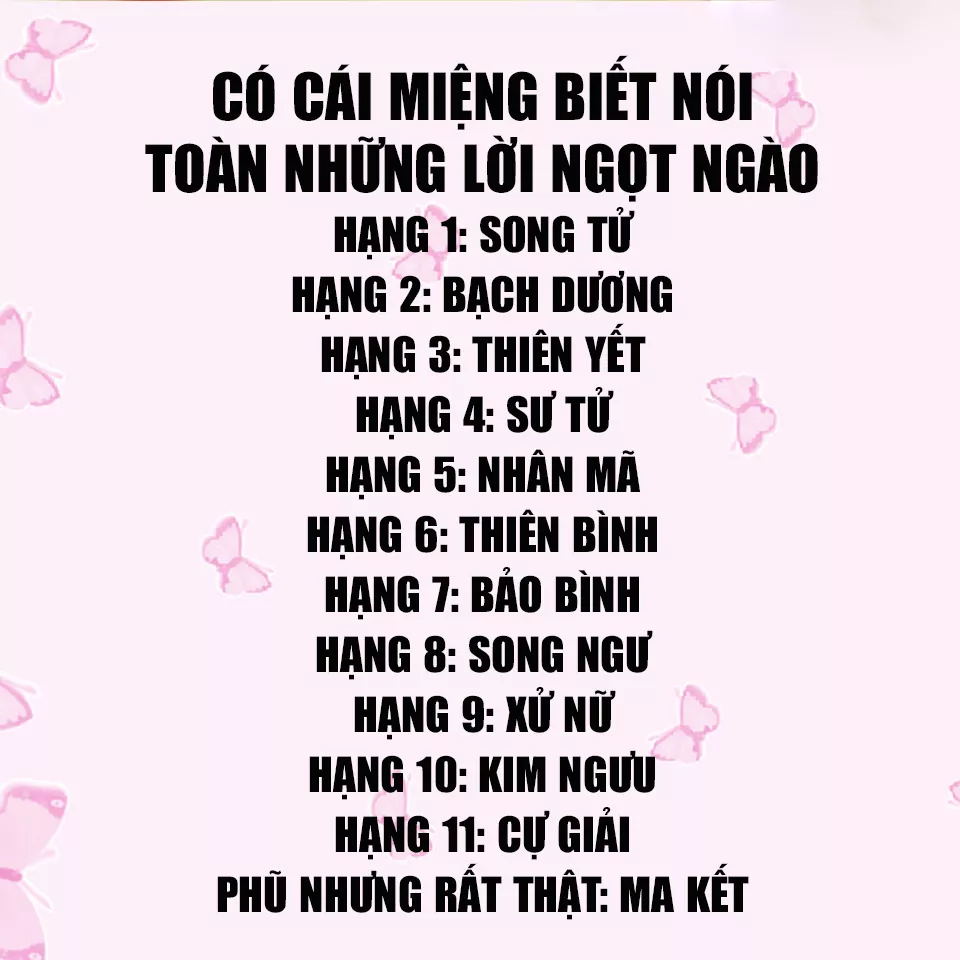 CÓ CÁI MIỆNG BIẾT NÓI
TOÀN NHỮNG LỜI NGỌT NGÀO
HẠNG 1: SONG TỬ
HẠNG 2: BẠCH DƯƠNG
HẠNG 3: THIÊN YẾT
HẠNG 4: SƯ TỬ
HẠNG 5: NHÂN MÃ
HẠNG 6: THIÊN BÌNH
HẠNG 7: BẢO BÌNH
HẠNG 8: SONG NGƯ
HẠNG 9: XỬ NỮ
HẠNG 10: KIM NGƯU
HẠNG 11: CỰ GIẢI
PHŨ NHƯNG RẤT THẬT: MA KẾT